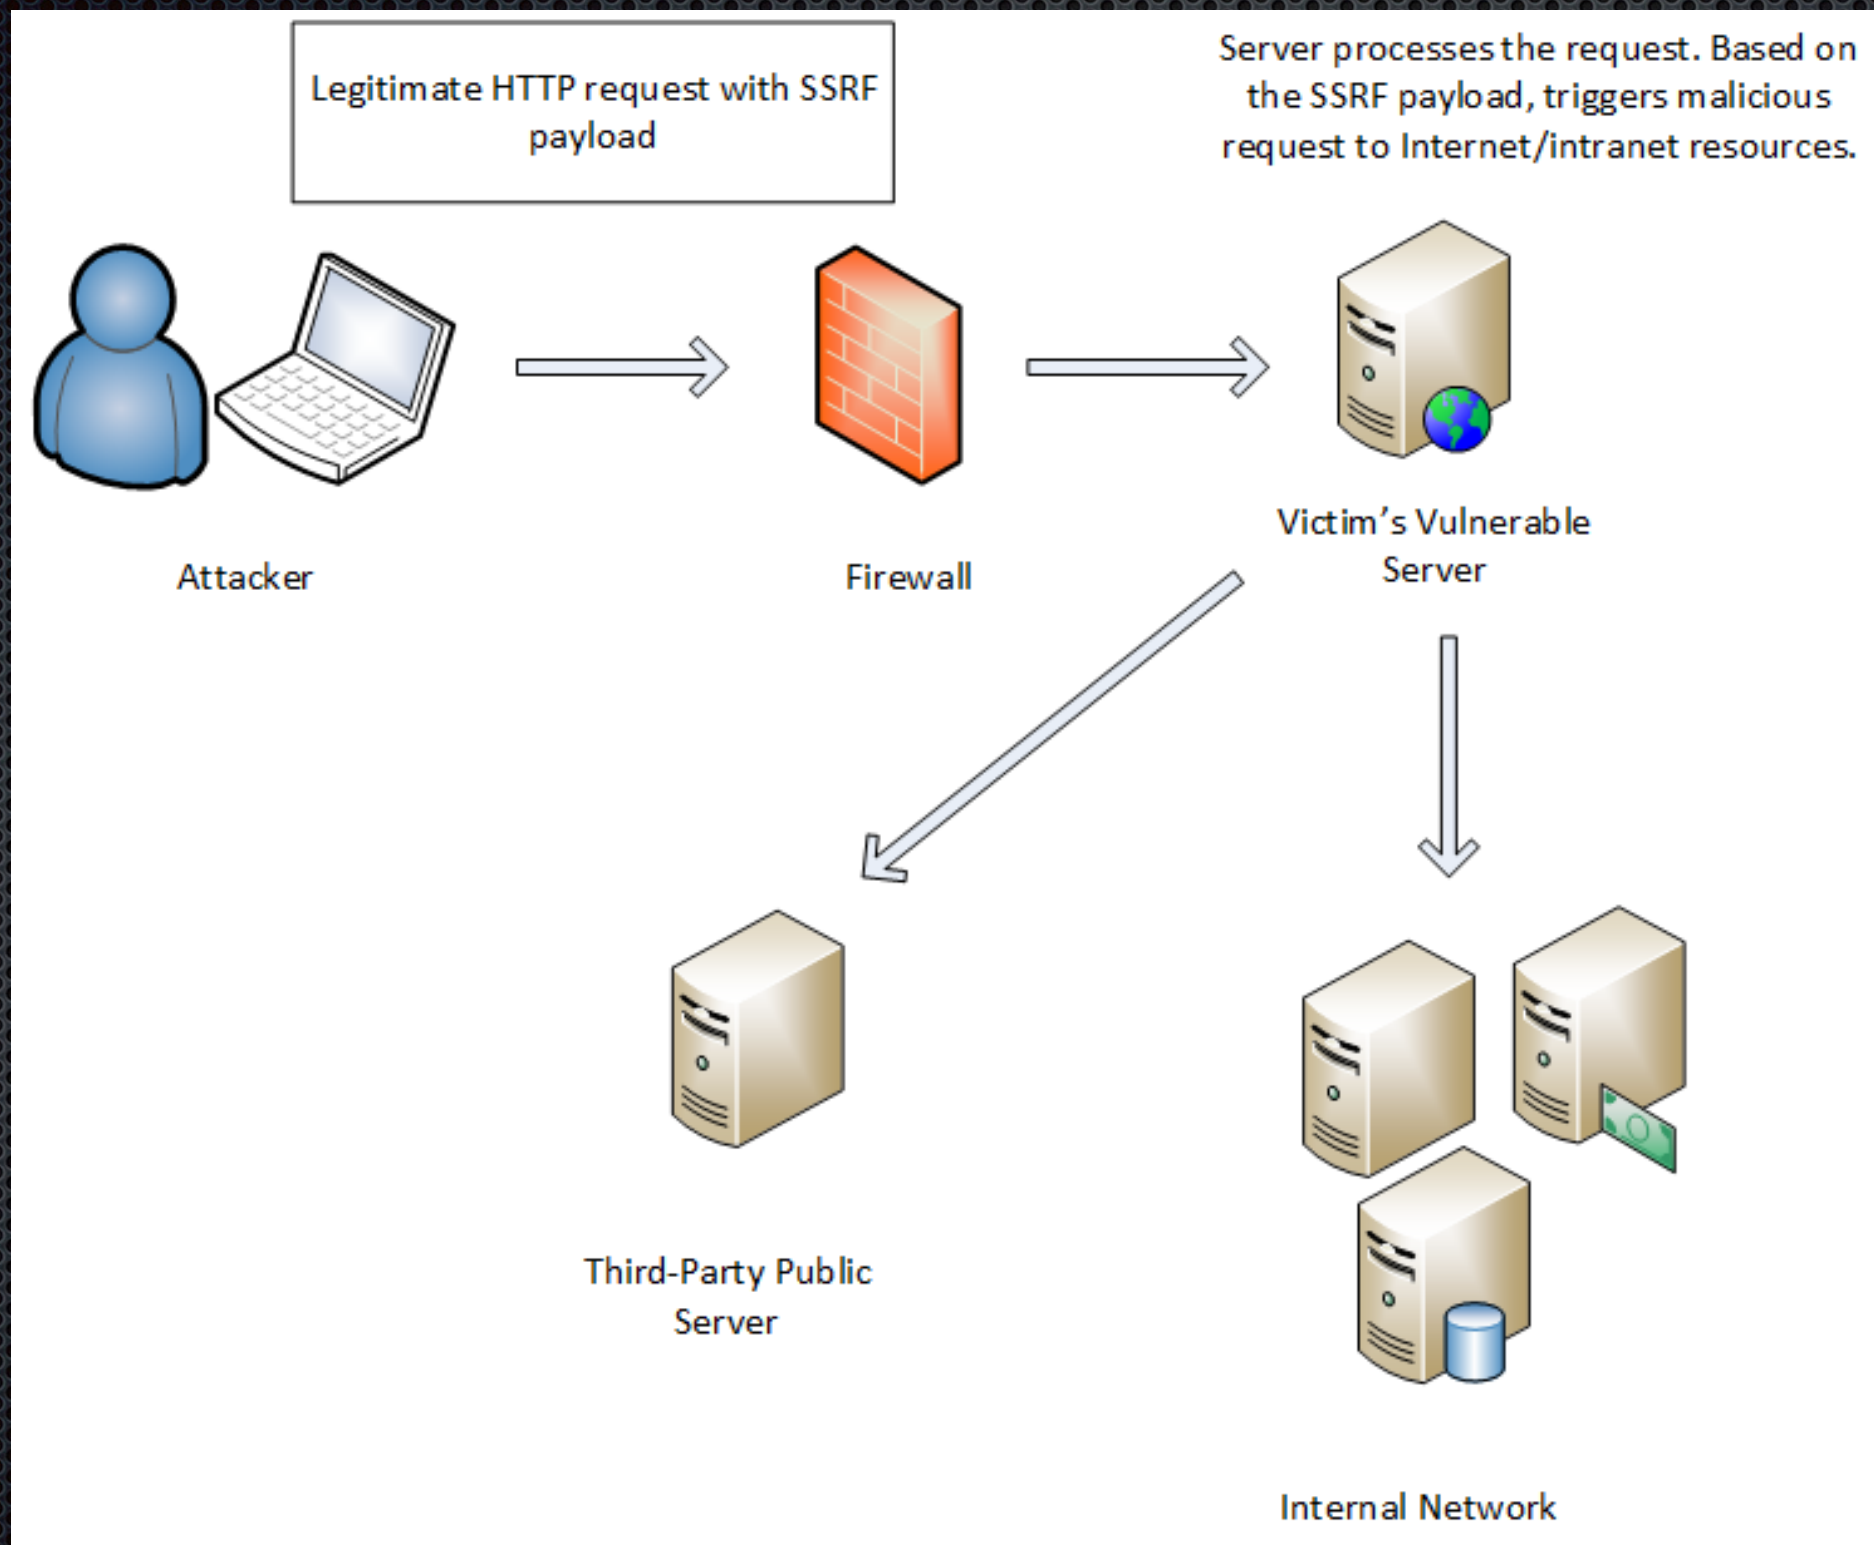 Legitimate HTTP request with SSRF
payload
Server processes the request. Based on
the SSRF payload, triggers malicious
request to Internet/intranet resources.
Attacker
Firewall
Victim’s Vulnerable
Server
Third-Party Public
Server
Internal Network